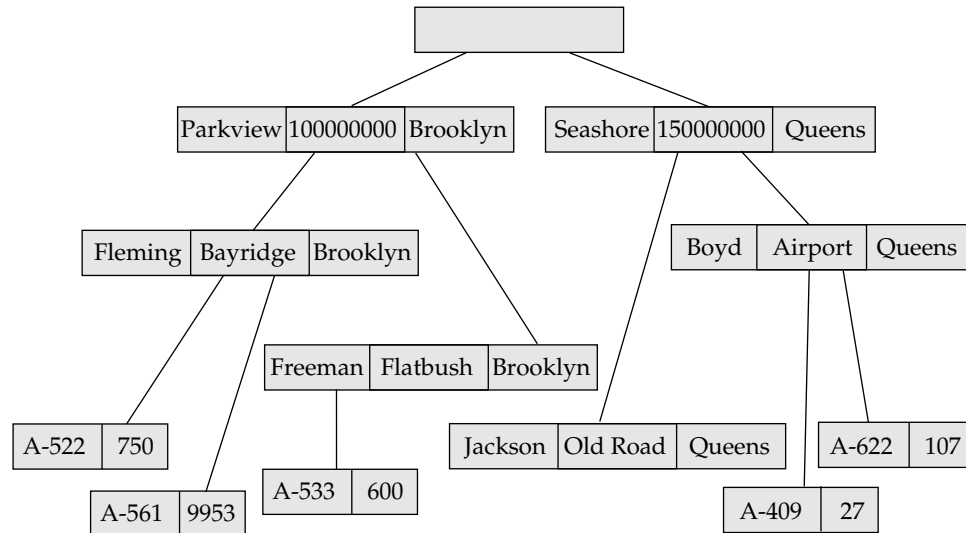 Parkview 100000000 Brooklyn
Seashore 150000000 Queens
Fleming Bayridge Brooklyn
Boyd Airport Queens
Freeman Flatbush Brooklyn
A-522 750
Jackson Old Road Queens
A-622 107
A-561 9953
A-533 600
A-409 27